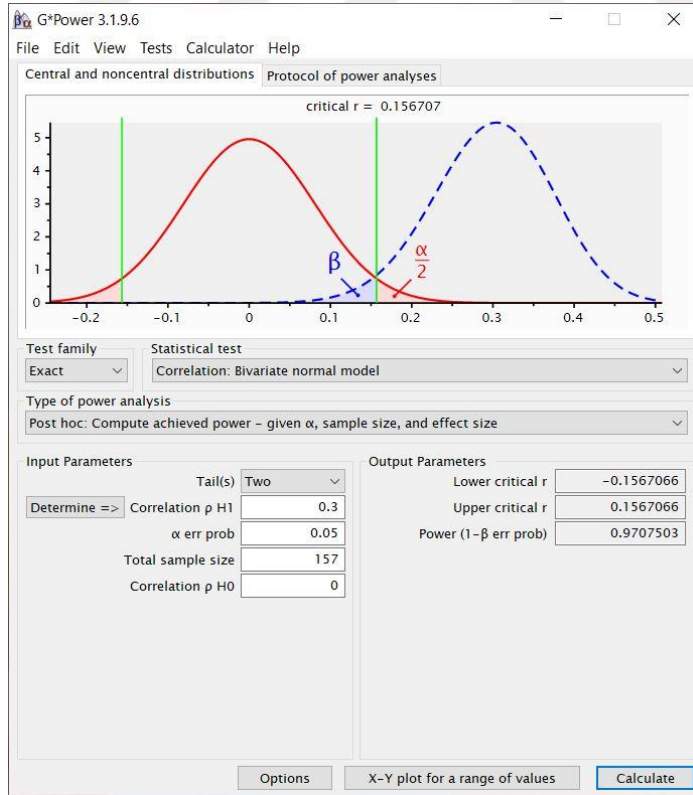 βα G*Power 3.1.9.6
File Edit View Tests Calculator Help
Central and noncentral distributions Protocol of power analyses
critical r = 0.156707
5
4
3
2
1
0
β
α
2
-0.2 -0.1 0 0.1 0.2 0.3 0.4 0.5
Test family Statistical test
Exact Correlation: Bivariate normal model
Type of power analysis
Post hoc: Compute achieved power – given α, sample size, and effect size
Input Parameters
Tail(s) Two
Determine => Correlation ρ H1 0.3
α err prob 0.05
Total sample size 157
Correlation ρ H0 0
Output Parameters
Lower critical r -0.1567066
Upper critical r 0.1567066
Power (1-β err prob) 0.9707503
Options X-Y plot for a range of values Calculate